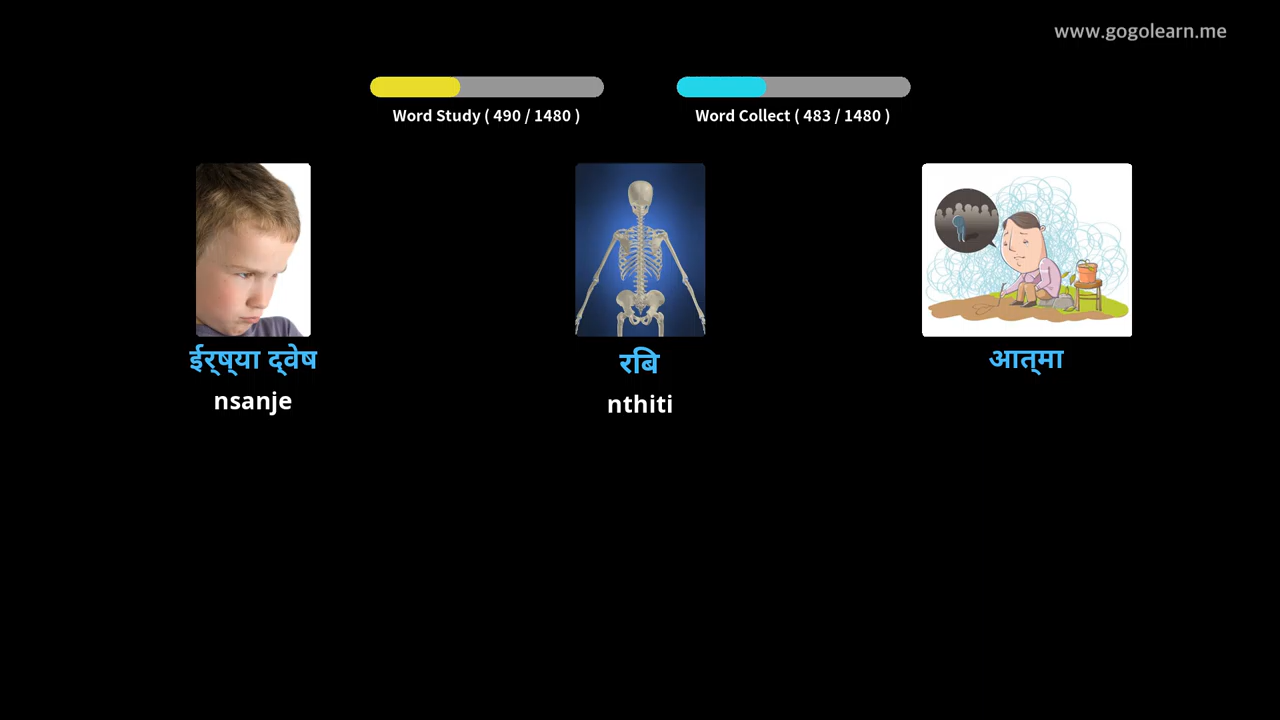 www.gogolearn.me
Word Study ( 490 / 1480 )
Word Collect ( 483 / 1480 )
ईर्ष्या द्वेष
रबि
आत्मा
nsanje
nthiti